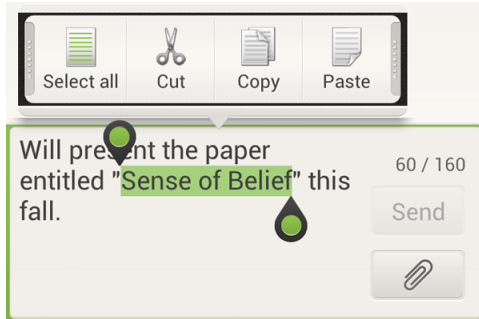 Select all
Cut
Copy
Paste
Will present the paper
entitled "Sense of Belief" this
fall.
60 / 160
Send